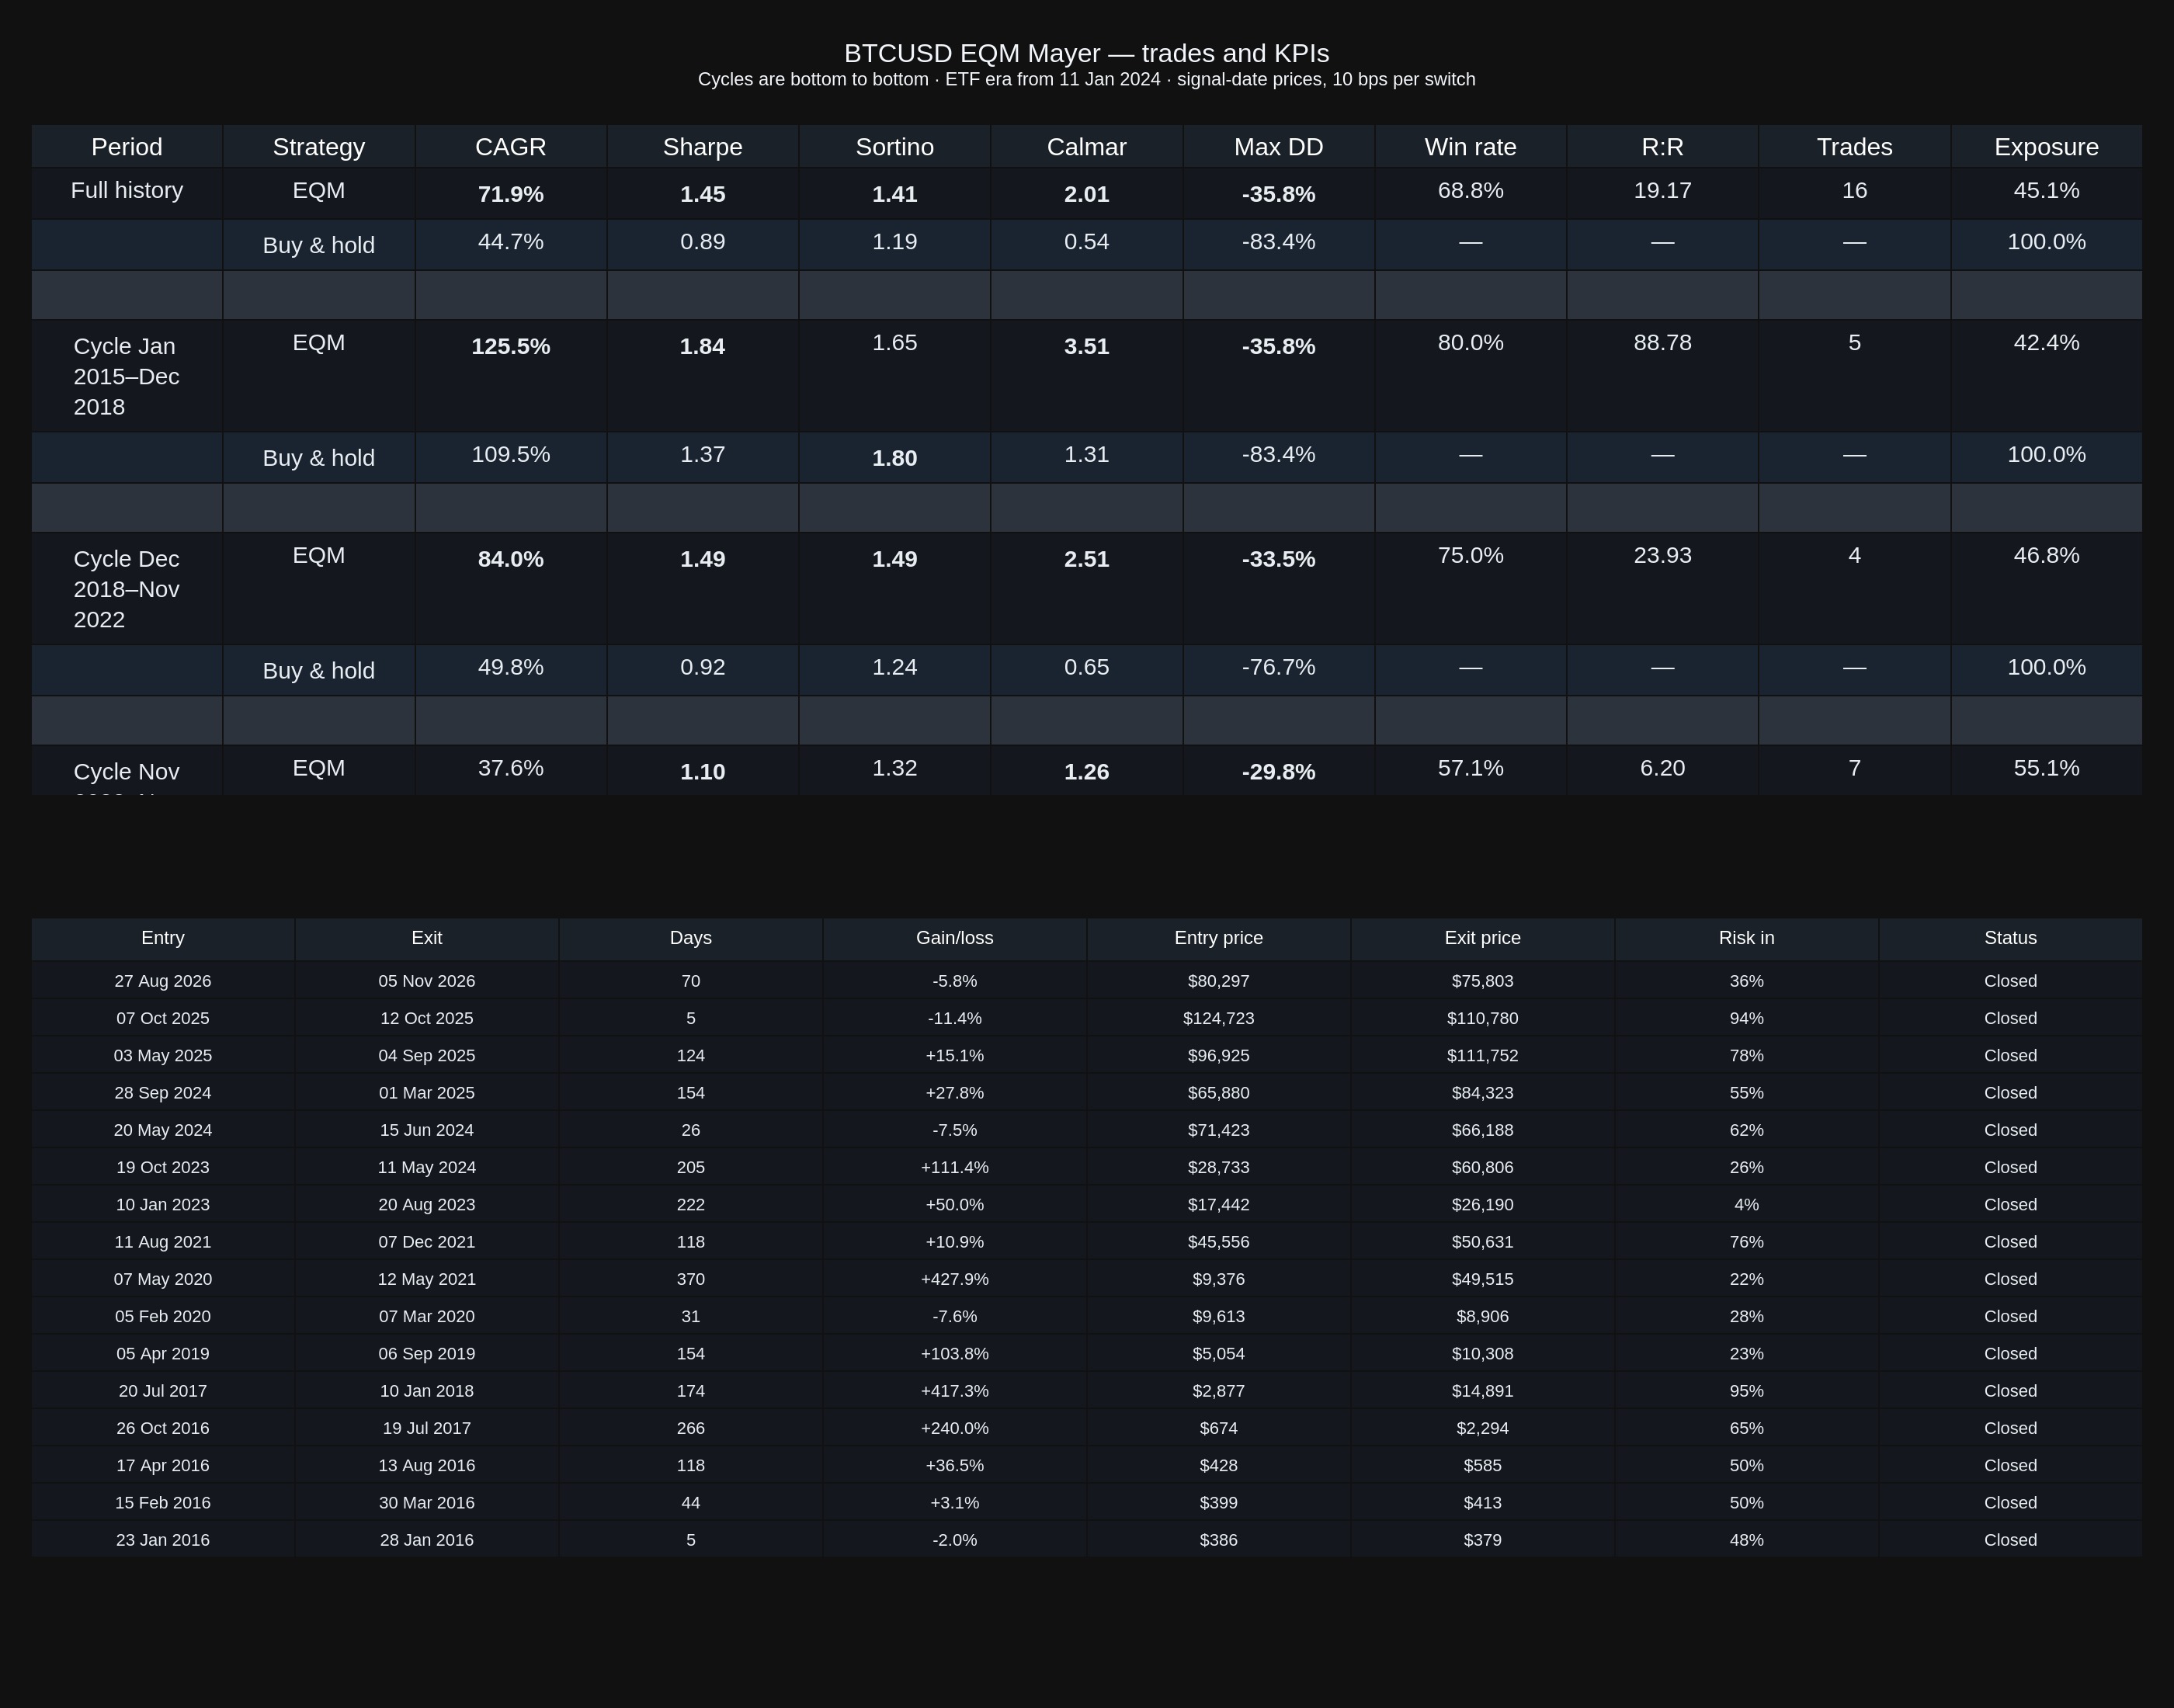 BTCUSD EQM Mayer — trades and KPIs
Cycles are bottom to bottom · ETF era from 11 Jan 2024 · signal-date prices, 10 bps per switch
Period Strategy CAGR Sharpe Sortino Calmar Max DD Win rate R:R Trades Exposure
Full history EQM 71.9% 1.45 1.41 2.01 -35.8% 68.8% 19.17 16 45.1%
Buy & hold 44.7% 0.89 1.19 0.54 -83.4% — — — 100.0%
Cycle Jan EQM 125.5% 1.84 1.65 3.51 -35.8% 80.0% 88.78 5 42.4%
2015–Dec
2018
Buy & hold 109.5% 1.37 1.80 1.31 -83.4% — — — 100.0%
Cycle Dec EQM 84.0% 1.49 1.49 2.51 -33.5% 75.0% 23.93 4 46.8%
2018–Nov
2022
Buy & hold 49.8% 0.92 1.24 0.65 -76.7% — — — 100.0%
Cycle Nov EQM 37.6% 1.10 1.32 1.26 -29.8% 57.1% 6.20 7 55.1%
Entry Exit Days Gain/loss Entry price Exit price Risk in Status
27 Aug 2026 05 Nov 2026 70 -5.8% $80,297 $75,803 36% Closed
07 Oct 2025 12 Oct 2025 5 -11.4% $124,723 $110,780 94% Closed
03 May 2025 04 Sep 2025 124 +15.1% $96,925 $111,752 78% Closed
28 Sep 2024 01 Mar 2025 154 +27.8% $65,880 $84,323 55% Closed
20 May 2024 15 Jun 2024 26 -7.5% $71,423 $66,188 62% Closed
19 Oct 2023 11 May 2024 205 +111.4% $28,733 $60,806 26% Closed
10 Jan 2023 20 Aug 2023 222 +50.0% $17,442 $26,190 4% Closed
11 Aug 2021 07 Dec 2021 118 +10.9% $45,556 $50,631 76% Closed
07 May 2020 12 May 2021 370 +427.9% $9,376 $49,515 22% Closed
05 Feb 2020 07 Mar 2020 31 -7.6% $9,613 $8,906 28% Closed
05 Apr 2019 06 Sep 2019 154 +103.8% $5,054 $10,308 23% Closed
20 Jul 2017 10 Jan 2018 174 +417.3% $2,877 $14,891 95% Closed
26 Oct 2016 19 Jul 2017 266 +240.0% $674 $2,294 65% Closed
17 Apr 2016 13 Aug 2016 118 +36.5% $428 $585 50% Closed
15 Feb 2016 30 Mar 2016 44 +3.1% $399 $413 50% Closed
23 Jan 2016 28 Jan 2016 5 -2.0% $386 $379 48% Closed